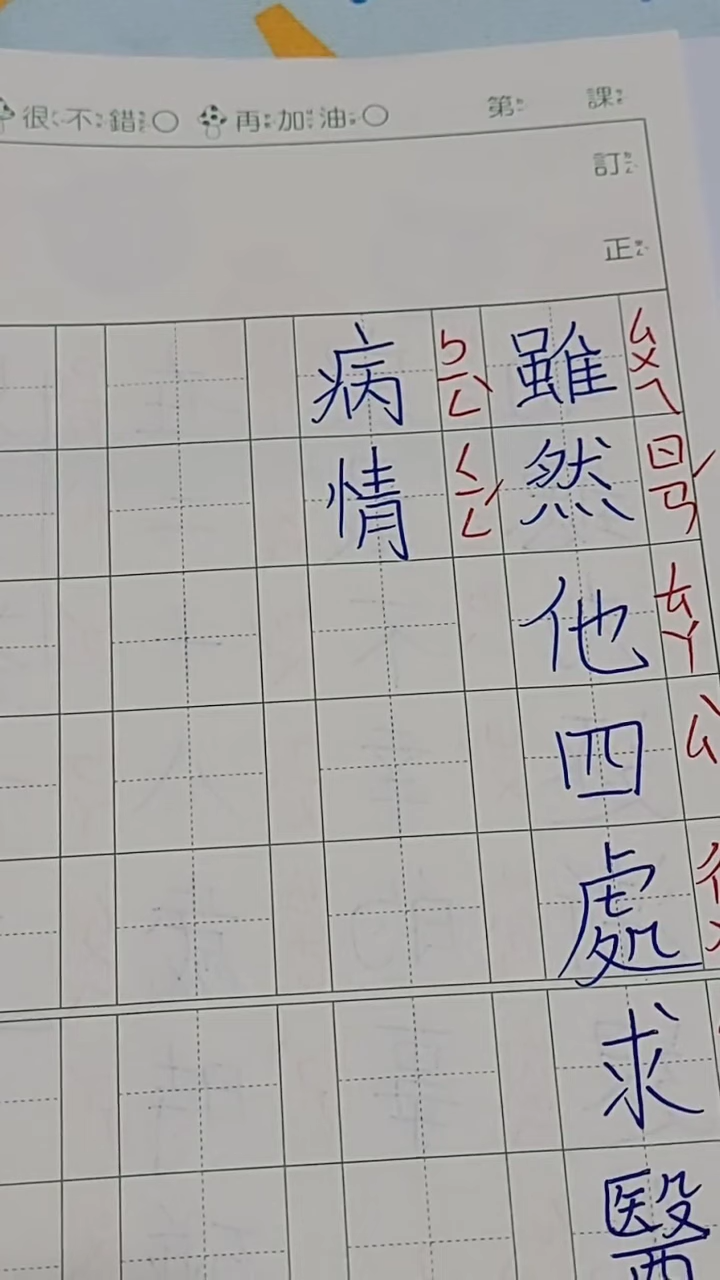 很不錯○ 再加油○ 第 課
訂正
雖然他四處求醫
ㄙㄨㄟ ㄖㄢˊ ㄊㄚ ㄙˋ
病情
ㄅㄧㄥˋ ㄑㄧㄥˊ